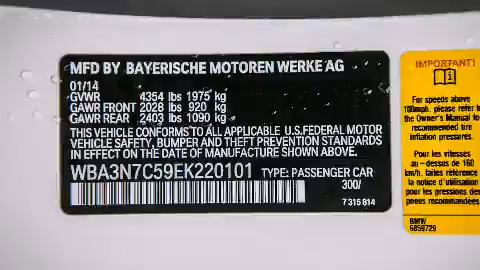 MFD BY BAYERISCHE MOTOREN WERKE AG
01/14
GVWR 4354 lbs 1975 kg
GAWR FRONT 2028 lbs 920 kg
GAWR REAR 2403 lbs 1090 kg
THIS VEHICLE CONFORMS TO ALL APPLICABLE U.S.FEDERAL MOTOR
VEHICLE SAFETY, BUMPER AND THEFT PREVENTION STANDARDS
IN EFFECT ON THE DATE OF MANUFACTURE SHOWN ABOVE.
WBA3N7C59EK220101 TYPE: PASSENGER CAR
300/
7 315 814
IMPORTANT!
For speeds above
100mph, please refer to
the Owner's Manual for
recommended tire
inflation pressures.
Pour les vitesses
au-dessus de 160
km/h, faites référence
la notice d'utilisation
pour les pressions des
pneus recommandées
BMW
6859729